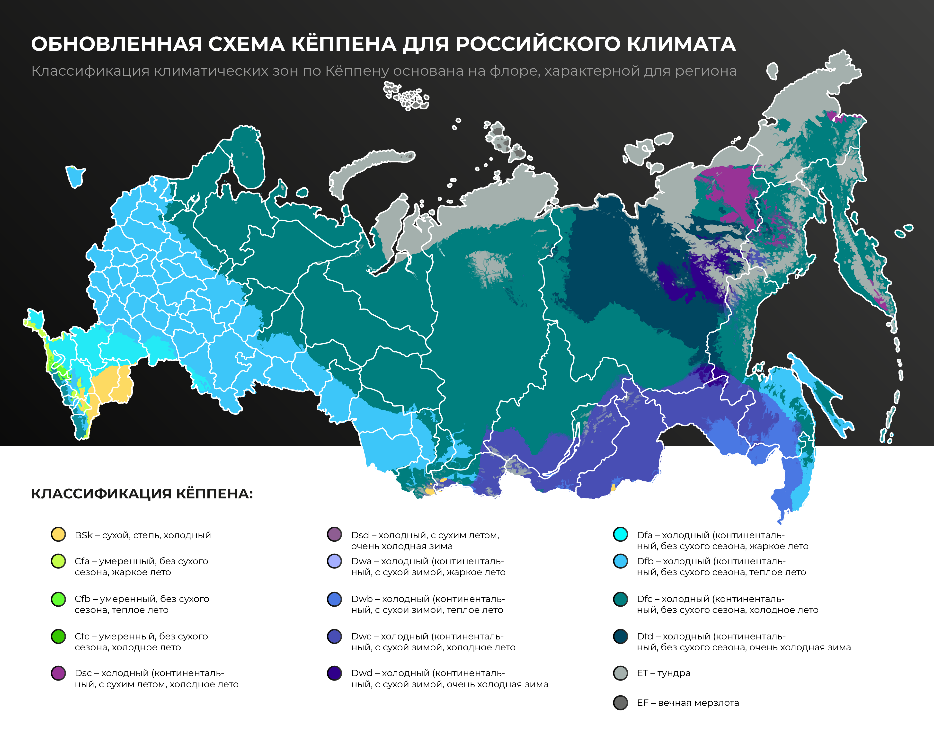 ОБНОВЛЕННАЯ СХЕМА КЁППЕНА ДЛЯ РОССИЙСКОГО КЛИМАТА
Классификация климатических зон по Кёппену основана на флоре, характерной для региона
КЛАССИФИКАЦИЯ КЁППЕНА:
BSk – сухой, степь, холодный
Cfa – умеренный, без сухого
сезона, жаркое лето
Cfb – умеренный, без сухого
сезона, теплое лето
Cfc – умеренный, без сухого
сезона, холодное лето
Dsc – холодный (континенталь-
ный, с сухим летом, холодное лето
Dsd – холодный, с сухим летом,
очень холодная зима
Dwa – холодный (континенталь-
ный, с сухой зимой, жаркое лето
Dwb – холодный (континенталь-
ный, с сухой зимой, теплое лето
Dwc – холодный (континенталь-
ный, с сухой зимой, холодное лето
Dwd – холодный (континенталь-
ный, с сухой зимой, очень холодная зима
Dfa – холодный (континенталь-
ный, без сухого сезона, жаркое лето
Dfb – холодный (континенталь-
ный, без сухого сезона, теплое лето
Dfc – холодный (континенталь-
ный, без сухого сезона, холодное лето
Dfd – холодный (континенталь-
ный, без сухого сезона, очень холодная зима
ET – тундра
EF – вечная мерзлота